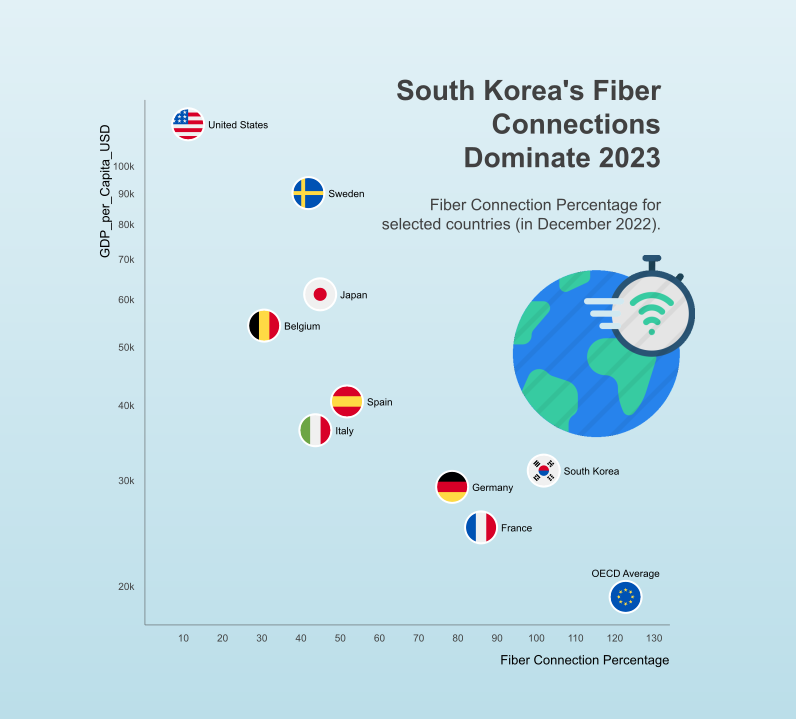 South Korea's Fiber
Connections
Dominate 2023
Fiber Connection Percentage for
selected countries (in December 2022).
GDP_per_Capita_USD
United States
100k
90k
Sweden
80k
70k
60k
Japan
Belgium
50k
40k
Spain
Italy
30k
South Korea
Germany
France
OECD Average
20k
10 20 30 40 50 60 70 80 90 100 110 120 130
Fiber Connection Percentage